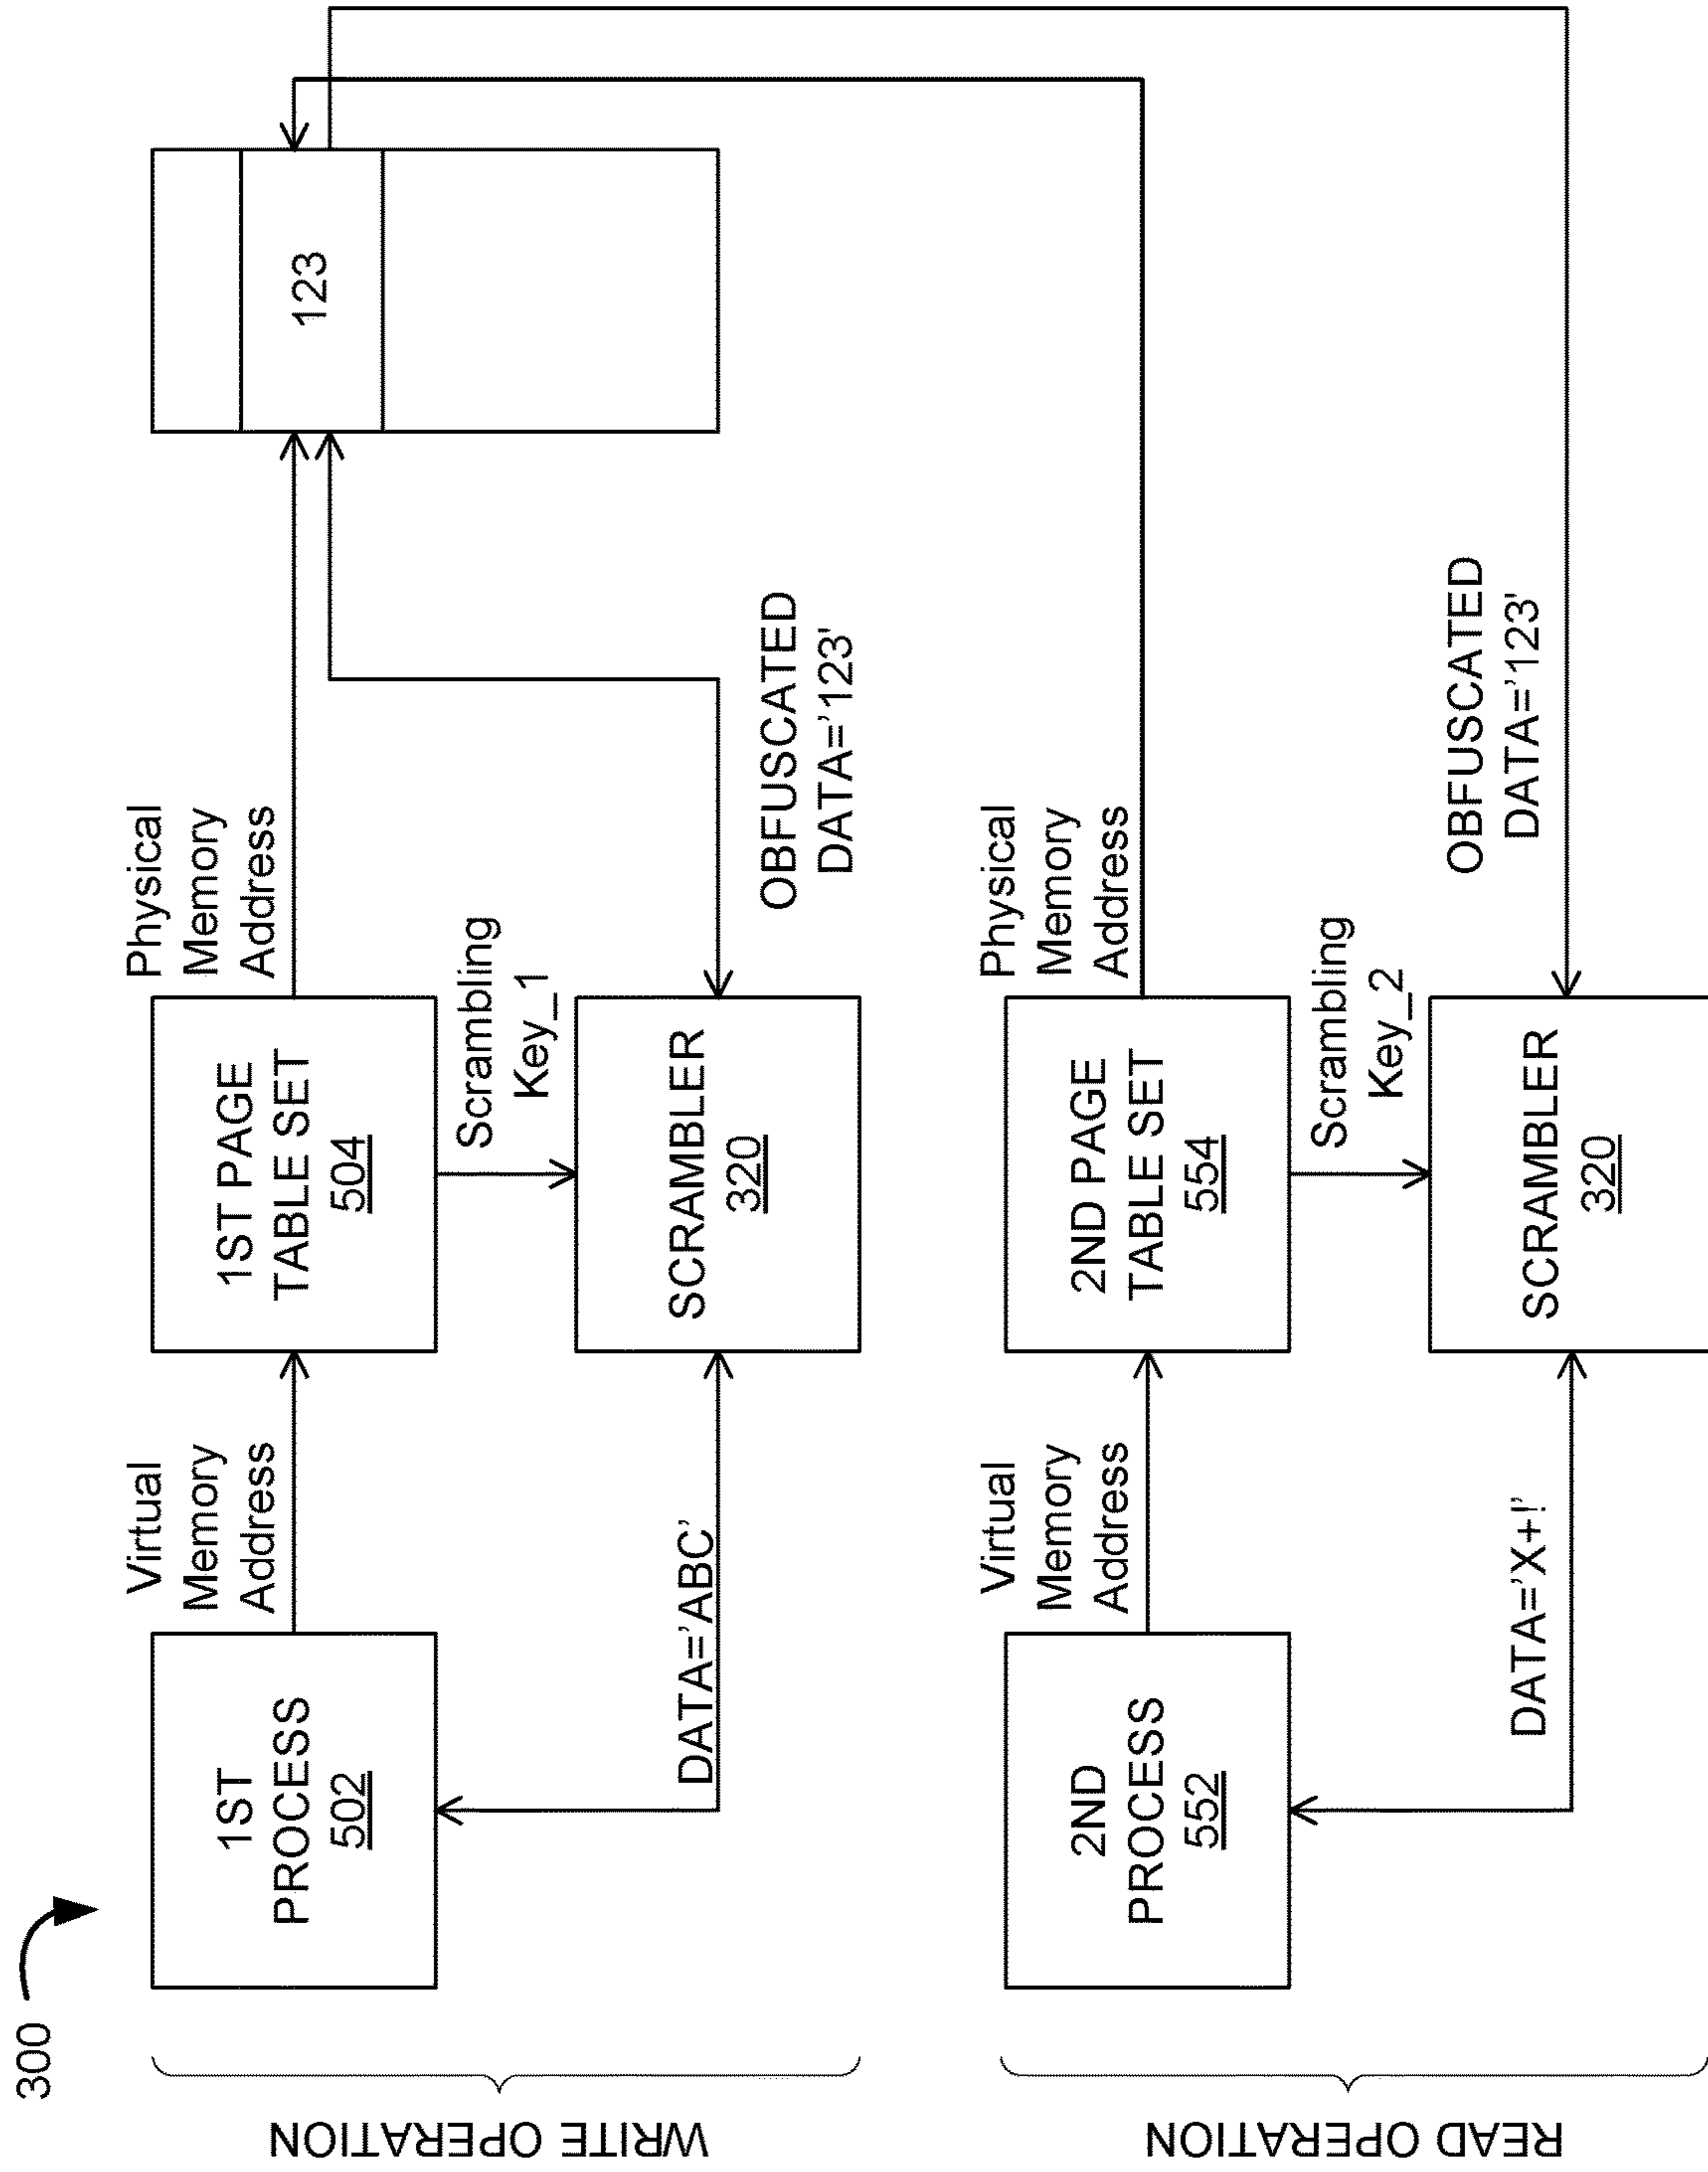 300
WRITE OPERATION
1ST
PROCESS
502
Virtual
Memory
Address
DATA='ABC'
1ST PAGE
TABLE SET
504
Scrambling
Key_1
SCRAMBLER
320
Physical
Memory
Address
OBFUSCATED
DATA='123'
123
READ OPERATION
2ND
PROCESS
552
Virtual
Memory
Address
DATA='X+!'
2ND PAGE
TABLE SET
554
Scrambling
Key_2
SCRAMBLER
320
Physical
Memory
Address
OBFUSCATED
DATA='123'